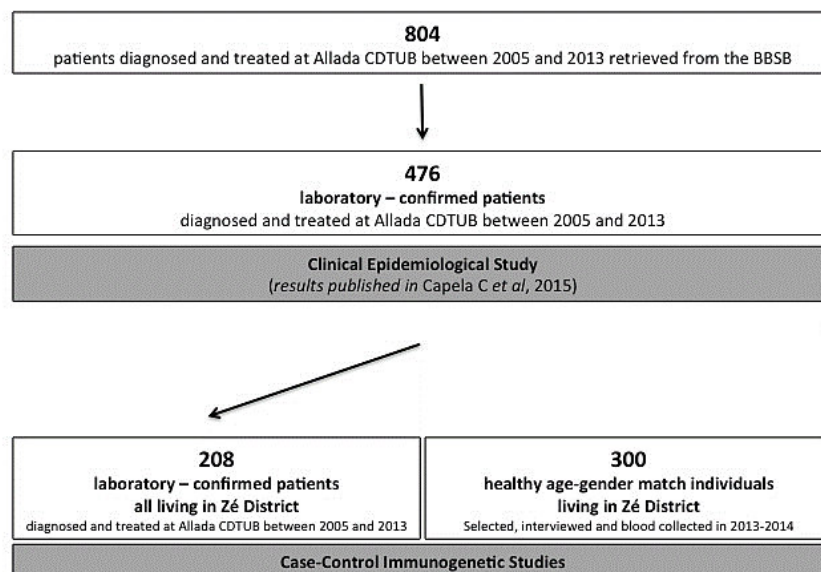 804
patients diagnosed and treated at Allada CDTUB between 2005 and 2013 retrieved from the BBSB
476
laboratory – confirmed patients
diagnosed and treated at Allada CDTUB between 2005 and 2013
Clinical Epidemiological Study
(results published in Capela C et al, 2015)
208
laboratory – confirmed patients
all living in Zé District
diagnosed and treated at Allada CDTUB between 2005 and 2013
300
healthy age-gender match individuals
living in Zé District
Selected, interviewed and blood collected in 2013-2014
Case-Control Immunogenetic Studies